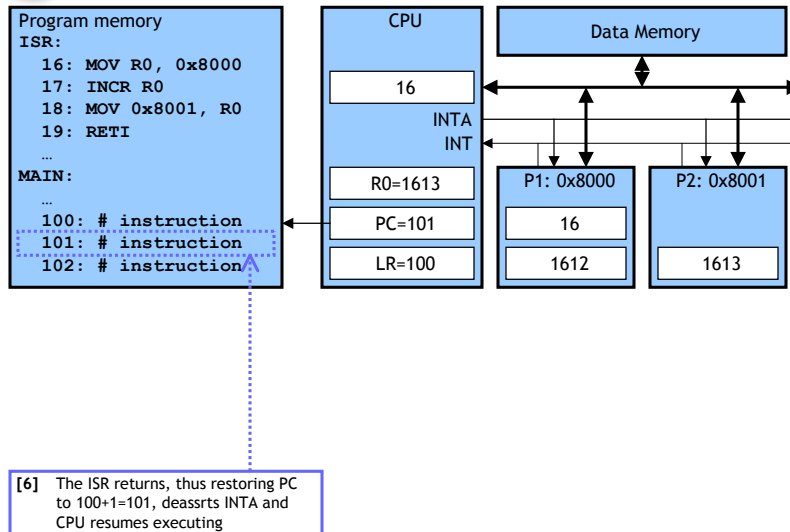 Program memory
ISR:
16: MOV R0, 0x8000
17: INCR R0
18: MOV 0x8001, R0
19: RETI
…
MAIN:
…
100: # instruction
101: # instruction
102: # instruction
CPU
16
INTA
INT
R0=1613
PC=101
LR=100
Data Memory
P1: 0x8000
16
1612
P2: 0x8001
1613
[6] The ISR returns, thus restoring PC
to 100+1=101, deassrts INTA and
CPU resumes executing